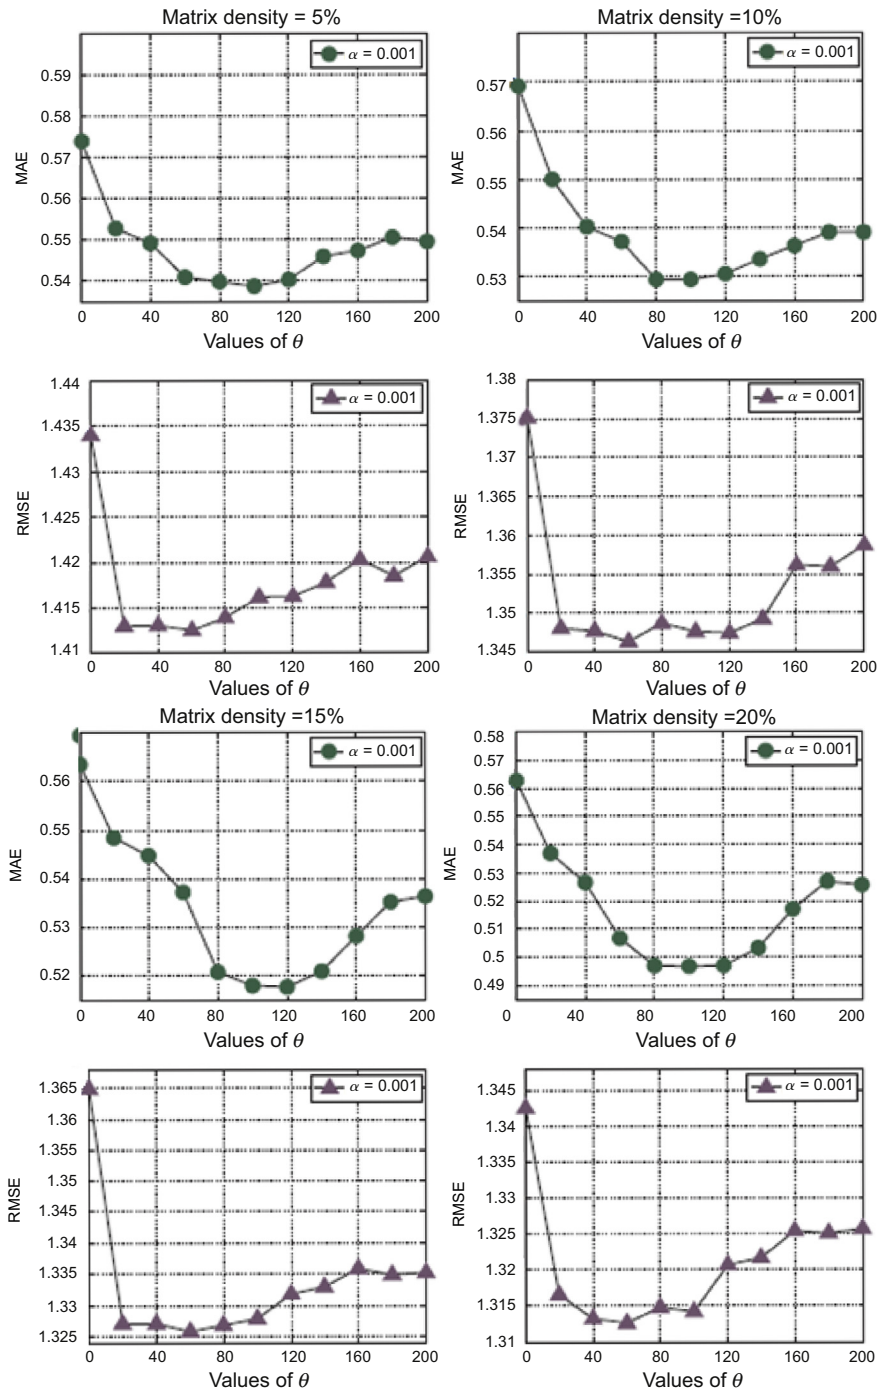 Matrix density = 5%
α = 0.001
MAE
0.59
0.58
0.57
0.56
0.55
0.54
0 40 80 120 160 200
Values of θ
Matrix density =10%
α = 0.001
MAE
0.57
0.56
0.55
0.54
0.53
0 40 80 120 160 200
Values of θ
α = 0.001
RMSE
1.44
1.435
1.43
1.425
1.42
1.415
1.41
0 40 80 120 160 200
Values of θ
α = 0.001
RMSE
1.38
1.375
1.37
1.365
1.36
1.355
1.35
1.345
0 40 80 120 160 200
Values of θ
Matrix density =15%
α = 0.001
MAE
0.56
0.55
0.54
0.53
0.52
0 40 80 120 160 200
Values of θ
Matrix density =20%
α = 0.001
MAE
0.58
0.57
0.56
0.54
0.53
0.52
0.51
0.5
0.49
0 40 80 120 160 200
Values of θ
α = 0.001
RMSE
1.365
1.36
1.355
1.35
1.345
1.34
1.335
1.33
1.325
0 40 80 120 160 200
Values of θ
α = 0.001
RMSE
1.345
1.34
1.335
1.33
1.325
1.32
1.315
1.31
0 40 80 120 160 200
Values of θ